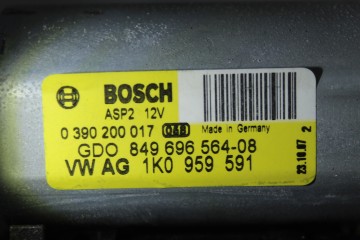 BOSCH
ASP2 12V
0 390 200 017 Made in Germany
GDO 849 696 564-08
VW AG 1K0 959 591
23.10.07 2